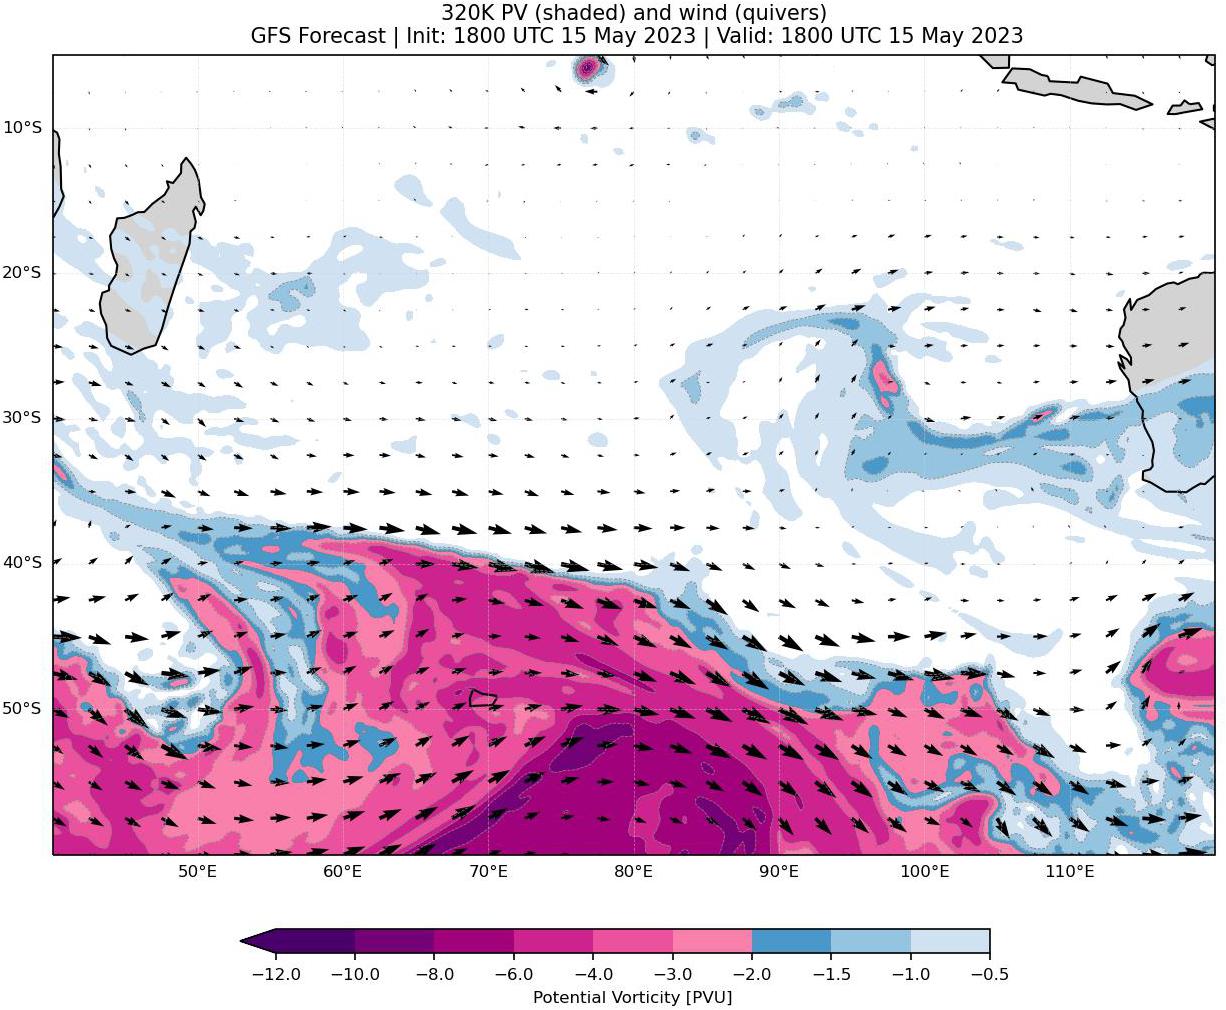 320K PV (shaded) and wind (quivers)
GFS Forecast | Init: 1800 UTC 15 May 2023 | Valid: 1800 UTC 15 May 2023
10°S
20°S
30°S
40°S
50°S
50°E 60°E 70°E 80°E 90°E 100°E 110°E
−12.0 −10.0 −8.0 −6.0 −4.0 −3.0 −2.0 −1.5 −1.0 −0.5
Potential Vorticity [PVU]